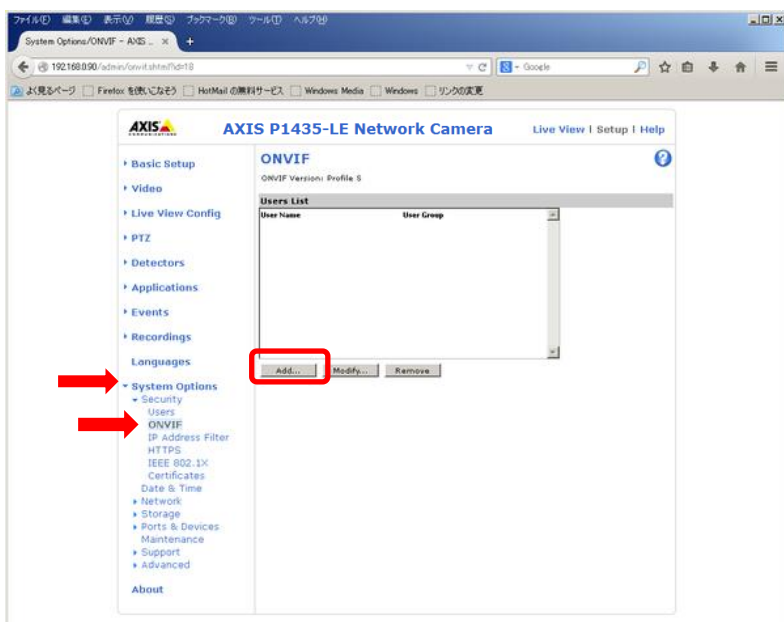 ファイル(F) 編集(E) 表示(V) 履歴(S) ブックマーク(B) ツール(T) ヘルプ(H)
System Options/ONVIF - AXIS ... × +
192.168.0.90/admin/onvif.shtml?id=18
Google
よく見るページ Firefox を使いこなそう HotMail の無料サービス Windows Media Windows リンクの変更
AXIS
AXIS P1435-LE Network Camera
Live View | Setup | Help
Basic Setup
Video
Live View Config
PTZ
Detectors
Applications
Events
Recordings
Languages
System Options
Security
Users
ONVIF
IP Address Filter
HTTPS
IEEE 802.1X
Certificates
Date & Time
Network
Storage
Ports & Devices
Maintenance
Support
Advanced
About
ONVIF
ONVIF Version: Profile S
Users List
User Name User Group
Add... Modify... Remove